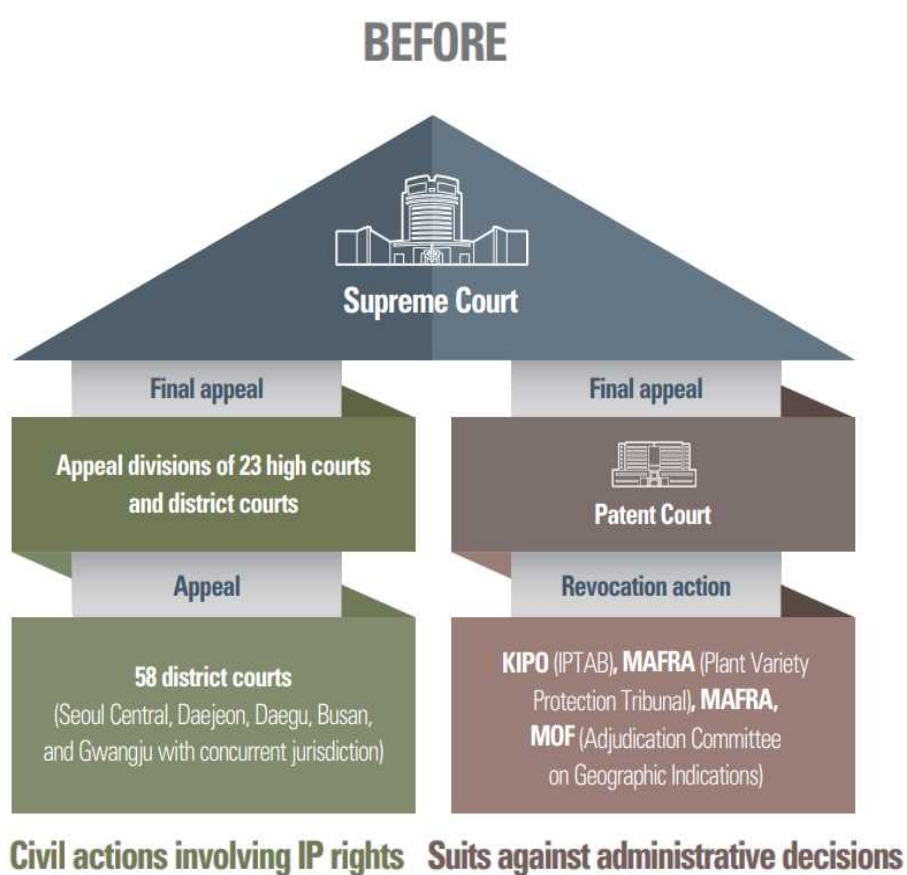 BEFORE
Supreme Court
Final appeal
Appeal divisions of 23 high courts
and district courts
Appeal
58 district courts
(Seoul Central, Daejeon, Daegu, Busan,
and Gwangju with concurrent jurisdiction)
Civil actions involving IP rights
Final appeal
Patent Court
Revocation action
KIPO (IPTAB), MAFRA (Plant Variety
Protection Tribunal), MAFRA,
MOF (Adjudication Committee
on Geographic Indications)
Suits against administrative decisions